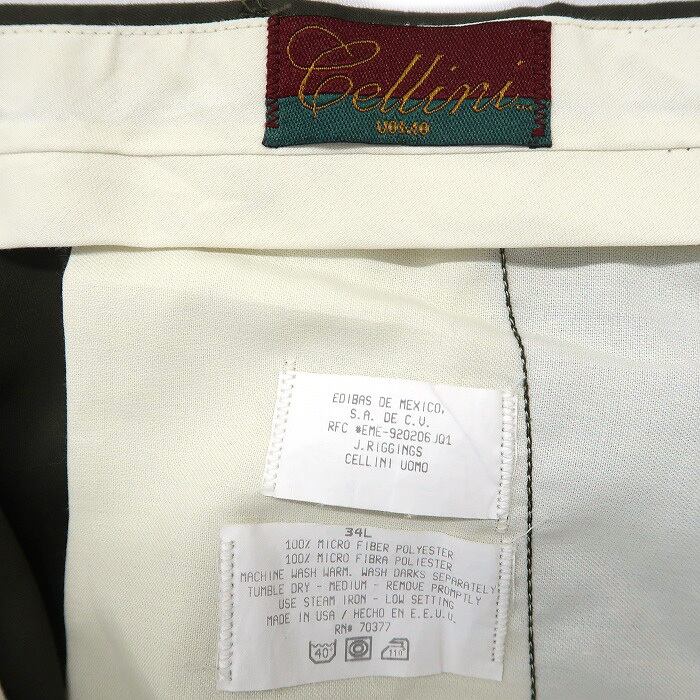 Cellini
UOMO
EDIBAS DE MEXICO,
S.A. DE C.V.
RFC #EME-920206JQ1
J.RIGGINGS
CELLINI UOMO
34L
100% MICRO FIBER POLYESTER
100% MICRO FIBRA POLIESTER
MACHINE WASH WARM. WASH DARKS SEPARATELY
TUMBLE DRY - MEDIUM - REMOVE PROMPTLY
USE STEAM IRON - LOW SETTING
MADE IN USA / HECHO EN E.E.U.U.
RN# 70377
40 110